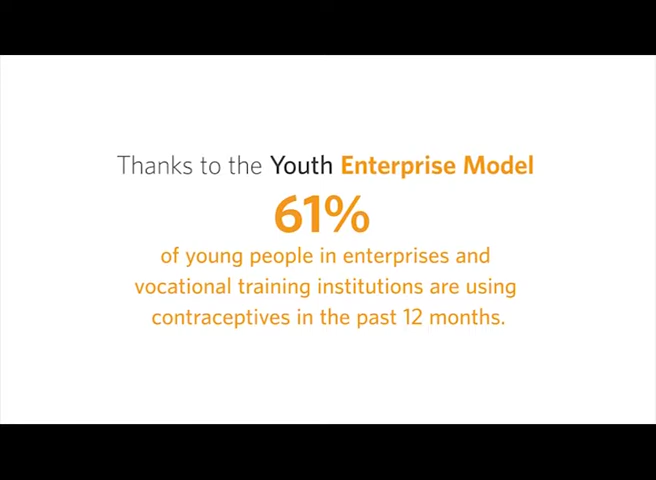 Thanks to the Youth Enterprise Model
61%
of young people in enterprises and
vocational training institutions are using
contraceptives in the past 12 months.